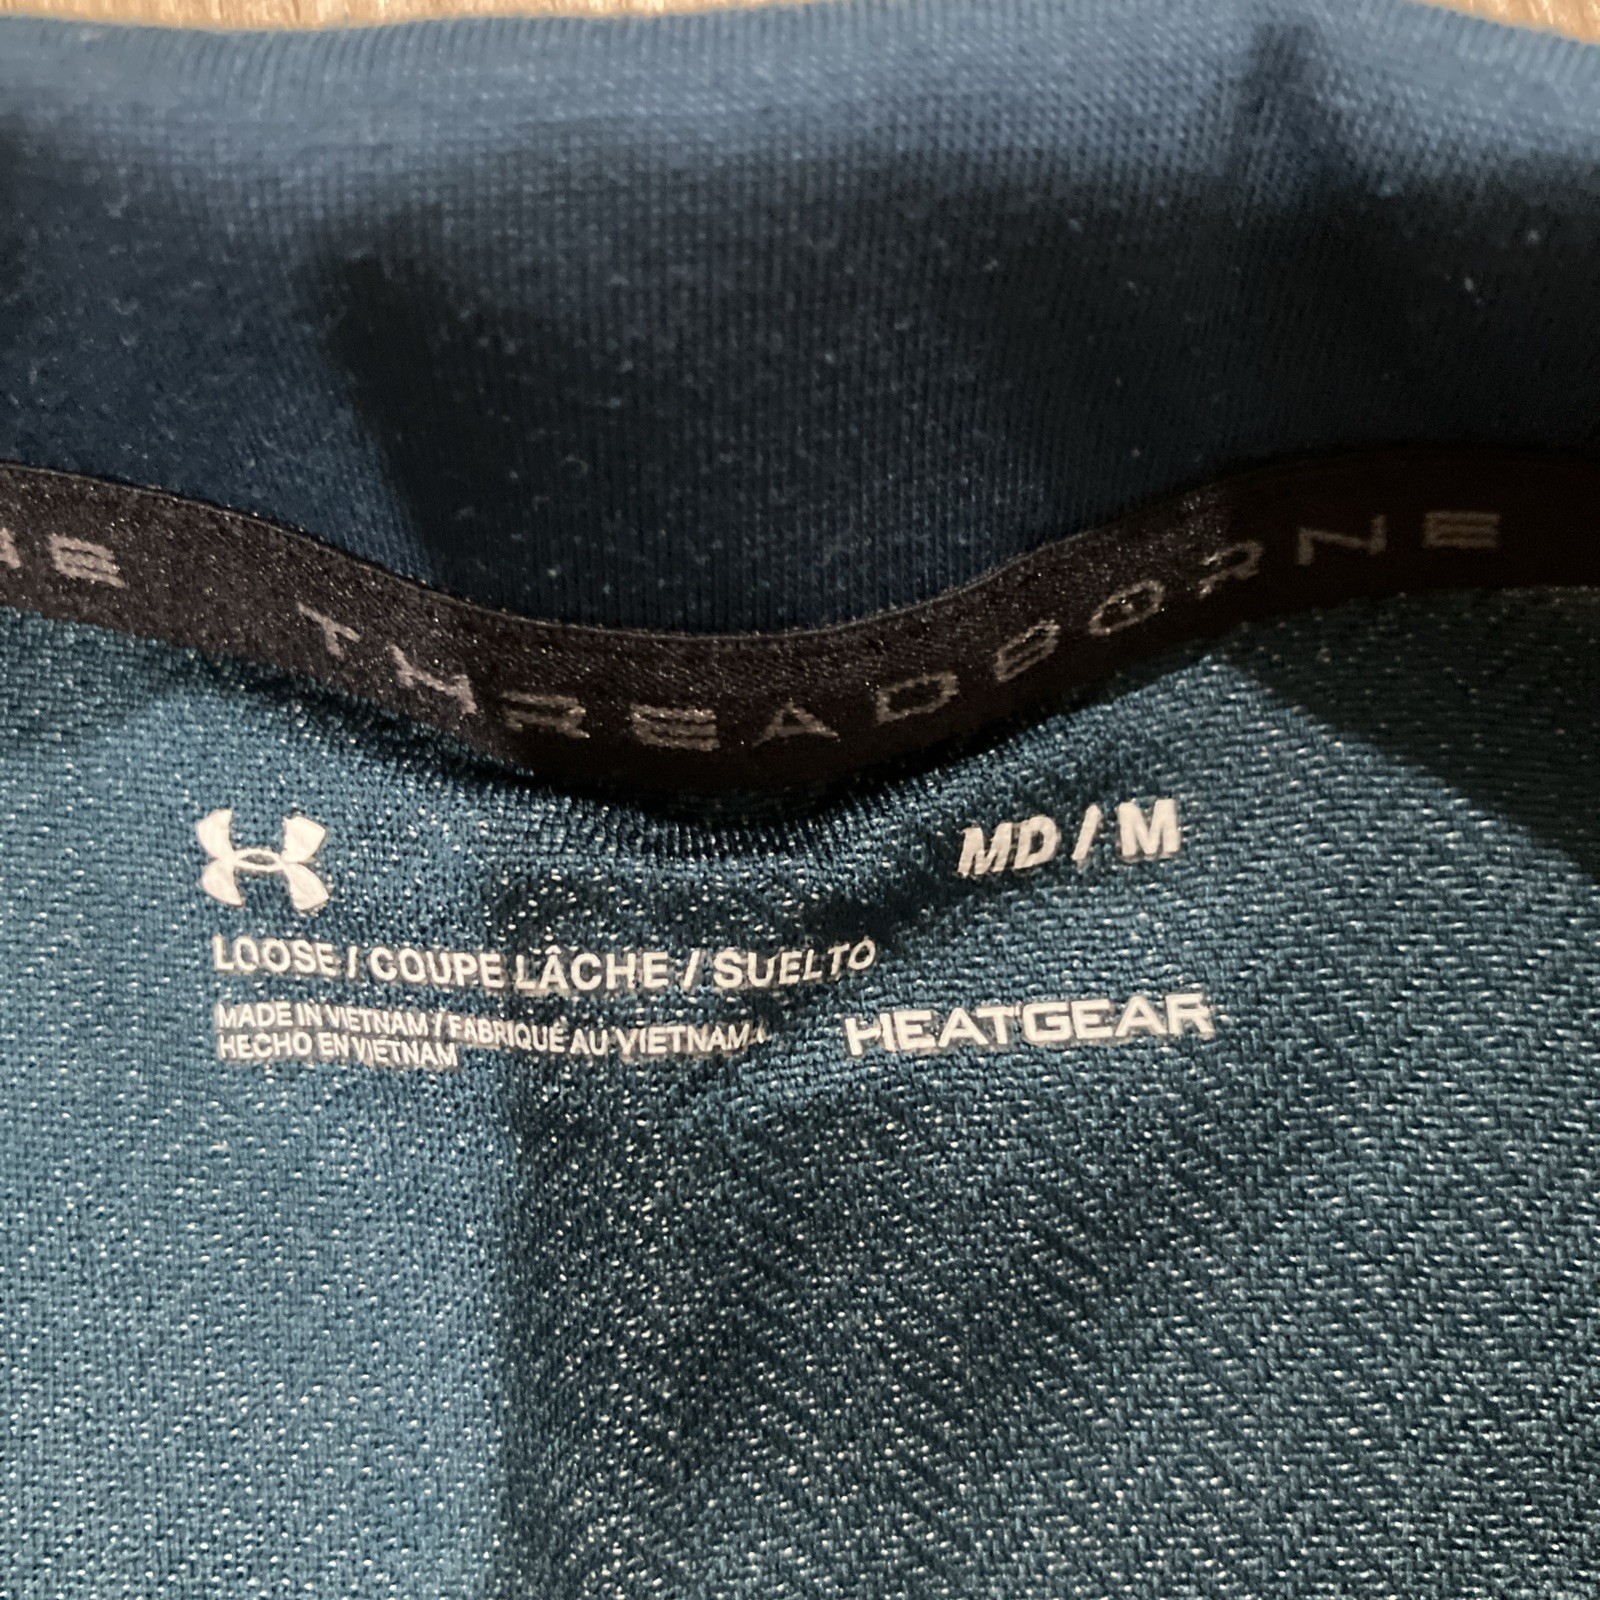 THREADBORNE
MD / M
LOOSE / COUPE LÂCHE / SUELTO
MADE IN VIETNAM / FABRIQUÉ AU VIETNAM /
HECHO EN VIETNAM
HEATGEAR